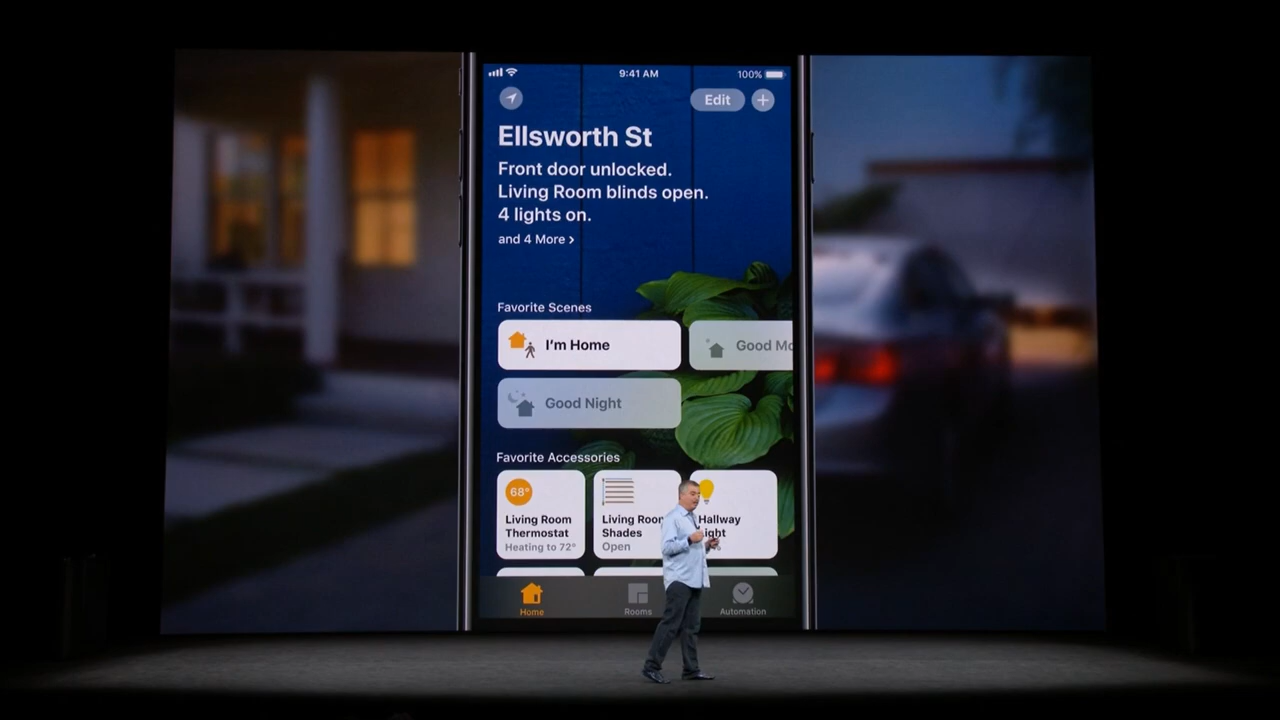 9:41 AM
100%
Edit
Ellsworth St
Front door unlocked.
Living Room blinds open.
4 lights on.
and 4 More >
Favorite Scenes
I'm Home
Good Mo
Good Night
Favorite Accessories
68°
Living Room
Thermostat
Heating to 72°
Living Room
Shades
Open
Hallway
Light
Home
Rooms
Automation